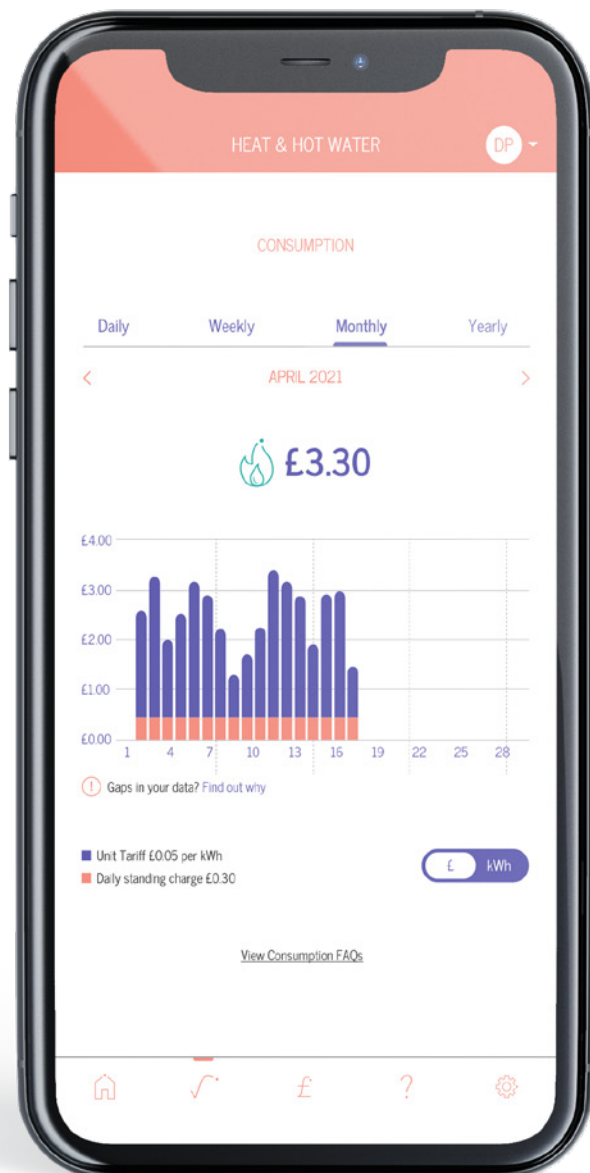 HEAT & HOT WATER
DP
CONSUMPTION
Daily Weekly Monthly Yearly
APRIL 2021
£3.30
£4.00
£3.00
£2.00
£1.00
£0.00
1 4 7 10 13 16 19 22 25 28
! Gaps in your data? Find out why
Unit Tariff £0.05 per kWh
£ kWh
Daily standing charge £0.30
View Consumption FAQs
£ ?